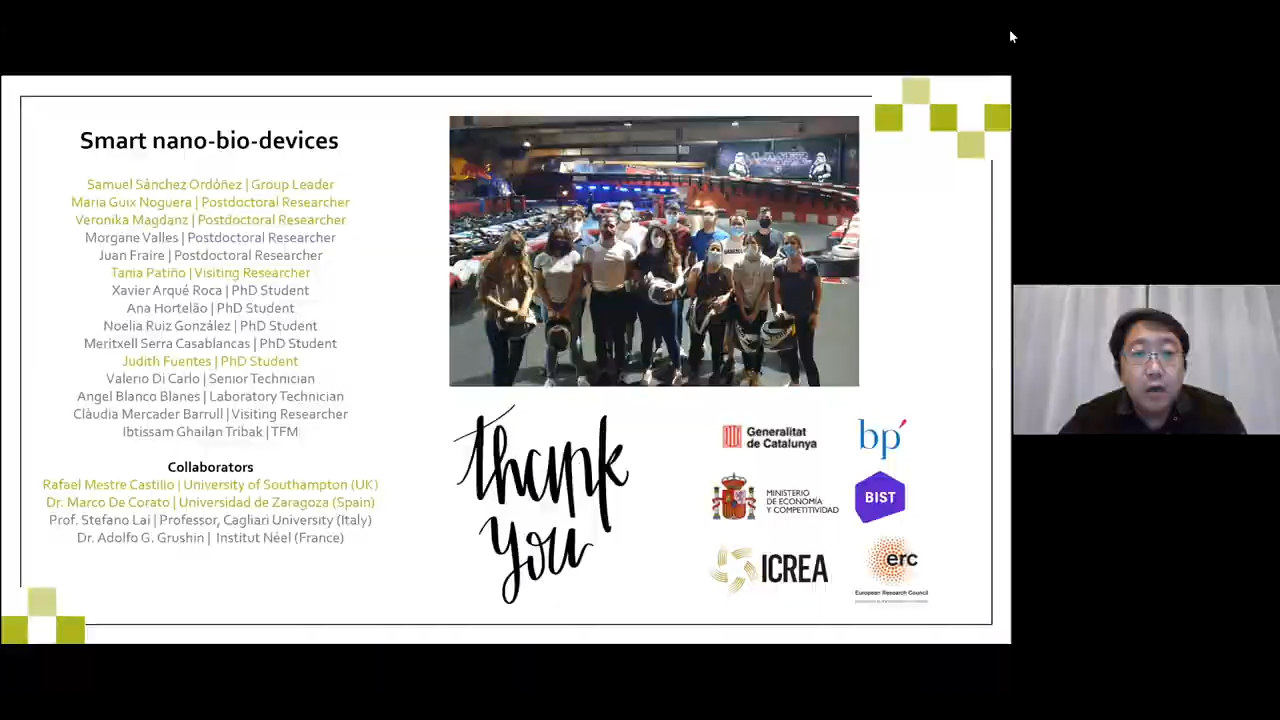 Smart nano-bio-devices
Samuel Sánchez Ordóñez | Group Leader
Maria Guix Noguera | Postdoctoral Researcher
Veronika Magdanz | Postdoctoral Researcher
Morgane Valles | Postdoctoral Researcher
Juan Fraire | Postdoctoral Researcher
Tania Patiño | Visiting Researcher
Xavier Arqué Roca | PhD Student
Ana Hortelão | PhD Student
Noelia Ruiz González | PhD Student
Meritxell Serra Casablancas | PhD Student
Judith Fuentes | PhD Student
Valerio Di Carlo | Senior Technician
Angel Blanco Blanes | Laboratory Technician
Clàudia Mercader Barrull | Visiting Researcher
Ibtissam Ghailan Tribak | TFM
Collaborators
Rafael Mestre Castillo | University of Southampton (UK)
Dr. Marco De Corato | Universidad de Zaragoza (Spain)
Prof. Stefano Lai | Professor, Cagliari University (Italy)
Dr. Adolfo G. Grushin | Institut Néel (France)
thank
you
Generalitat
de Catalunya
bp'
MINISTERIO
DE ECONOMÍA
Y COMPETITIVIDAD
BIST
ICREA
erc
European Research Council